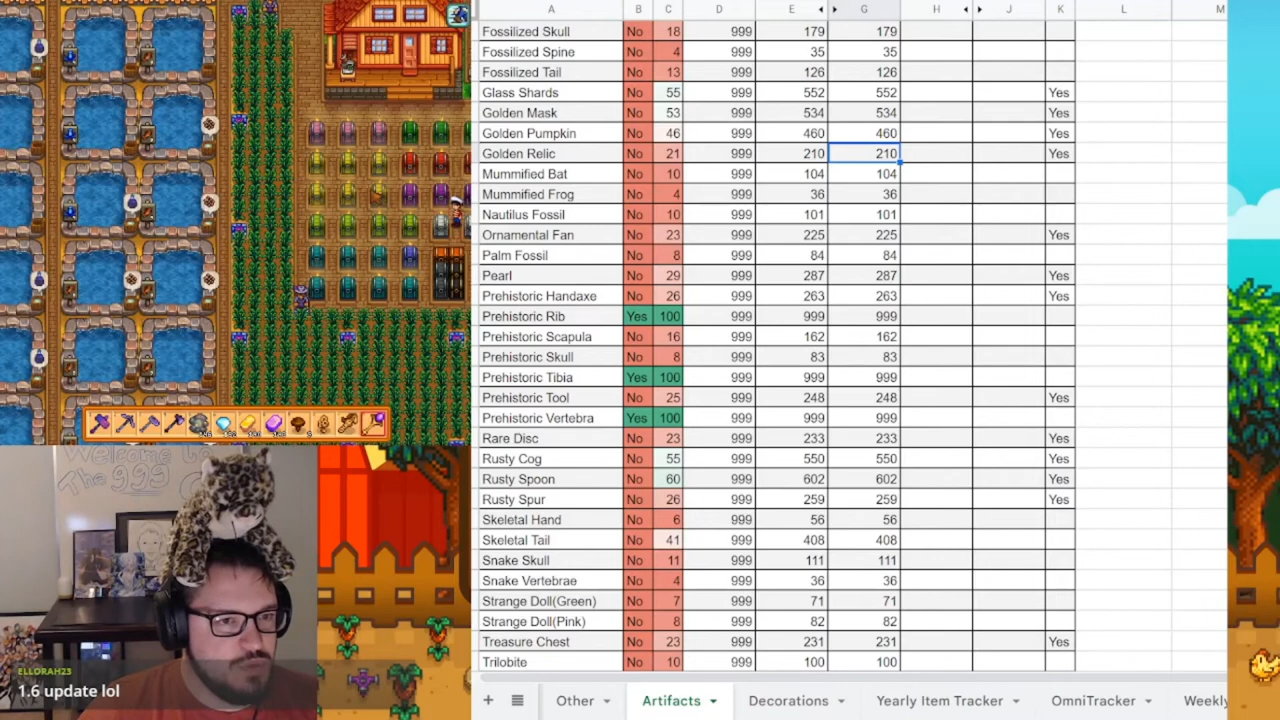 A B C D E G H J K L M
Fossilized Skull No 18 999 179 179
Fossilized Spine No 4 999 35 35
Fossilized Tail No 13 999 126 126
Glass Shards No 55 999 552 552 Yes
Golden Mask No 53 999 534 534 Yes
Golden Pumpkin No 46 999 460 460 Yes
Golden Relic No 21 999 210 210 Yes
Mummified Bat No 10 999 104 104
Mummified Frog No 4 999 36 36
Nautilus Fossil No 10 999 101 101
Ornamental Fan No 23 999 225 225 Yes
Palm Fossil No 8 999 84 84
Pearl No 29 999 287 287 Yes
Prehistoric Handaxe No 26 999 263 263 Yes
Prehistoric Rib Yes 100 999 999 999
Prehistoric Scapula No 16 999 162 162
Prehistoric Skull No 8 999 83 83
Prehistoric Tibia Yes 100 999 999 999
Prehistoric Tool No 25 999 248 248 Yes
Prehistoric Vertebra Yes 100 999 999 999
Rare Disc No 23 999 233 233 Yes
Rusty Cog No 55 999 550 550 Yes
Rusty Spoon No 60 999 602 602 Yes
Rusty Spur No 26 999 259 259 Yes
Skeletal Hand No 6 999 56 56
Skeletal Tail No 41 999 408 408
Snake Skull No 11 999 111 111
Snake Vertebrae No 4 999 36 36
Strange Doll(Green) No 7 999 71 71
Strange Doll(Pink) No 8 999 82 82
Treasure Chest No 23 999 231 231 Yes
Trilobite No 10 999 100 100
Other Artifacts Decorations Yearly Item Tracker OmniTracker Weekly
Welcome to
The 999
ELLORAH23
1.6 update lol